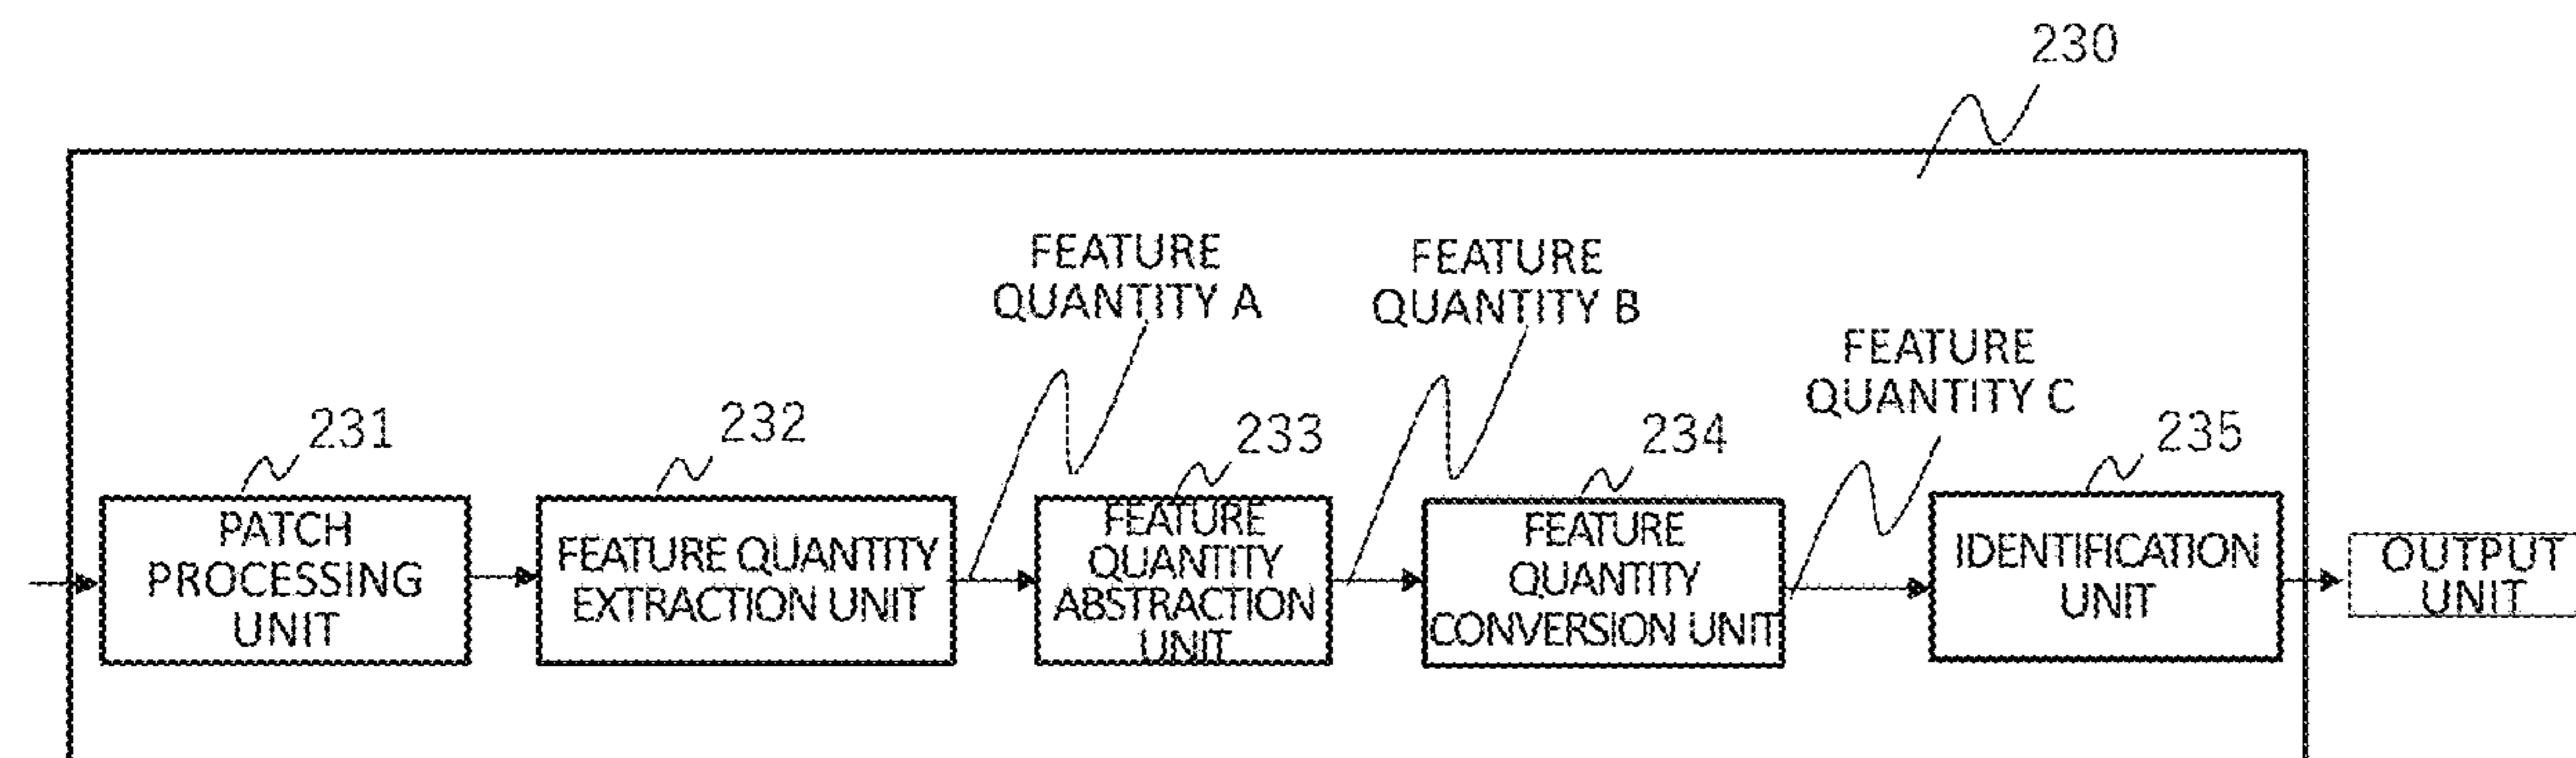 230
FEATURE
QUANTITY A
FEATURE
QUANTITY B
FEATURE
QUANTITY C
231
232
233
234
235
PATCH
PROCESSING
UNIT
FEATURE QUANTITY
EXTRACTION UNIT
FEATURE
QUANTITY
ABSTRACTION
UNIT
FEATURE
QUANTITY
CONVERSION UNIT
IDENTIFICATION
UNIT
OUTPUT
UNIT